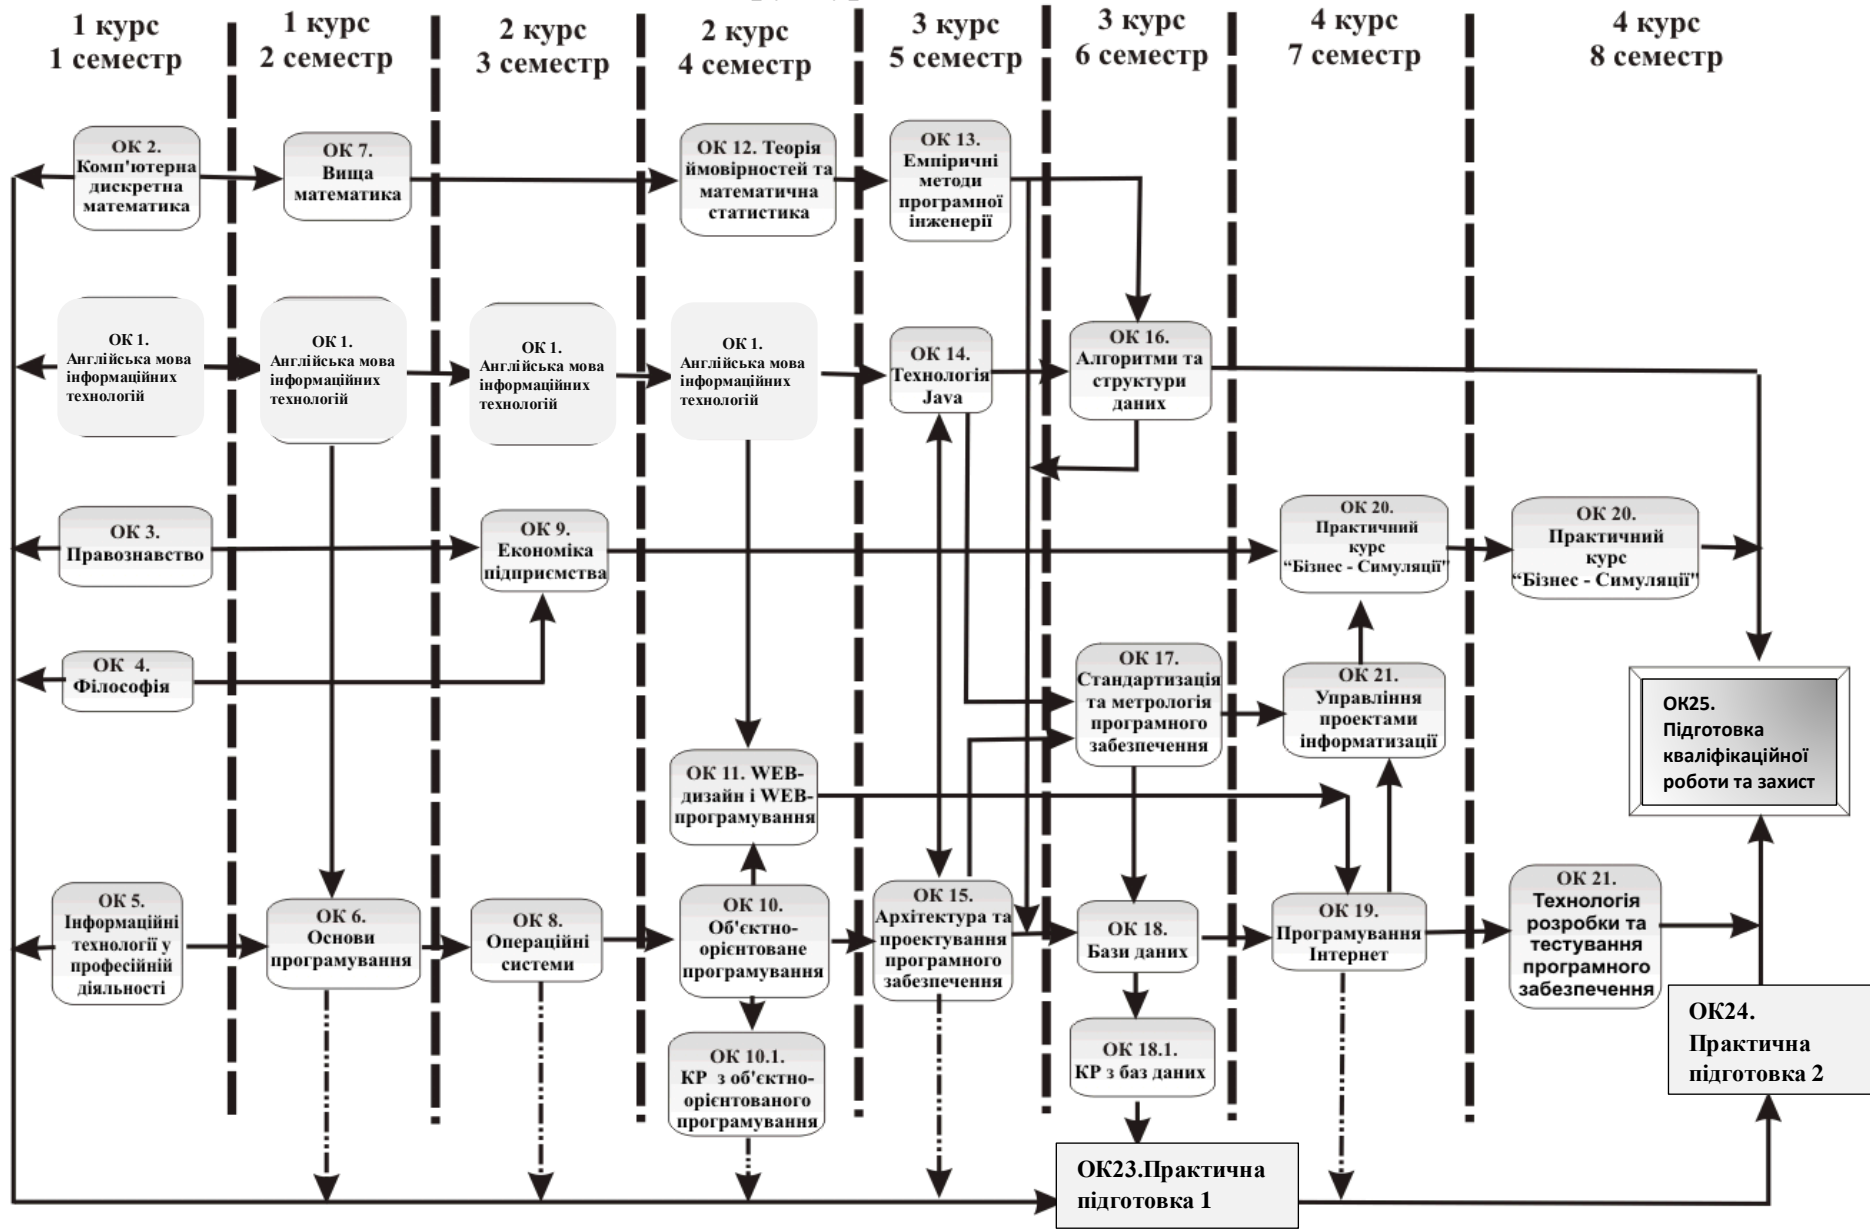 1 курс
1 семестр
1 курс
2 семестр
2 курс
3 семестр
2 курс
4 семестр
3 курс
5 семестр
3 курс
6 семестр
4 курс
7 семестр
4 курс
8 семестр
ОК 2.
Комп'ютерна
дискретна
математика
ОК 7.
Вища
математика
ОК 12. Теорія
ймовірностей та
математична
статистика
ОК 13.
Емпіричні
методи
програмної
інженерії
ОК 1.
Англійська мова
інформаційних
технологій
ОК 1.
Англійська мова
інформаційних
технологій
ОК 1.
Англійська мова
інформаційних
технологій
ОК 1.
Англійська мова
інформаційних
технологій
ОК 14.
Технологія
Java
ОК 16.
Алгоритми та
структури
даних
ОК 3.
Правознавство
ОК 9.
Економіка
підприємства
ОК 20.
Практичний
курс
“Бізнес - Симуляції"
ОК 20.
Практичний
курс
“Бізнес - Симуляції"
ОК 4.
Філософія
ОК 17.
Стандартизація
та метрологія
програмного
забезпечення
ОК 21.
Управління
проектами
інформатизації
ОК25.
Підготовка
кваліфікаційної
роботи та захист
ОК 11. WEB-
дизайн і WEB-
програмування
ОК 5.
Інформаційні
технології у
професійній
діяльності
ОК 6.
Основи
програмування
ОК 8.
Операційні
системи
ОК 10.
Об'єктно-
орієнтоване
програмування
ОК 15.
Архітектура та
проектування
програмного
забезпечення
ОК 18.
Бази даних
ОК 19.
Програмування
Інтернет
ОК 21.
Технологія
розробки та
тестування
програмного
забезпечення
ОК 10.1.
КР з об'єктно-
орієнтованого
програмування
ОК 18.1.
КР з баз даних
ОК24.
Практична
підготовка 2
ОК23.Практична
підготовка 1